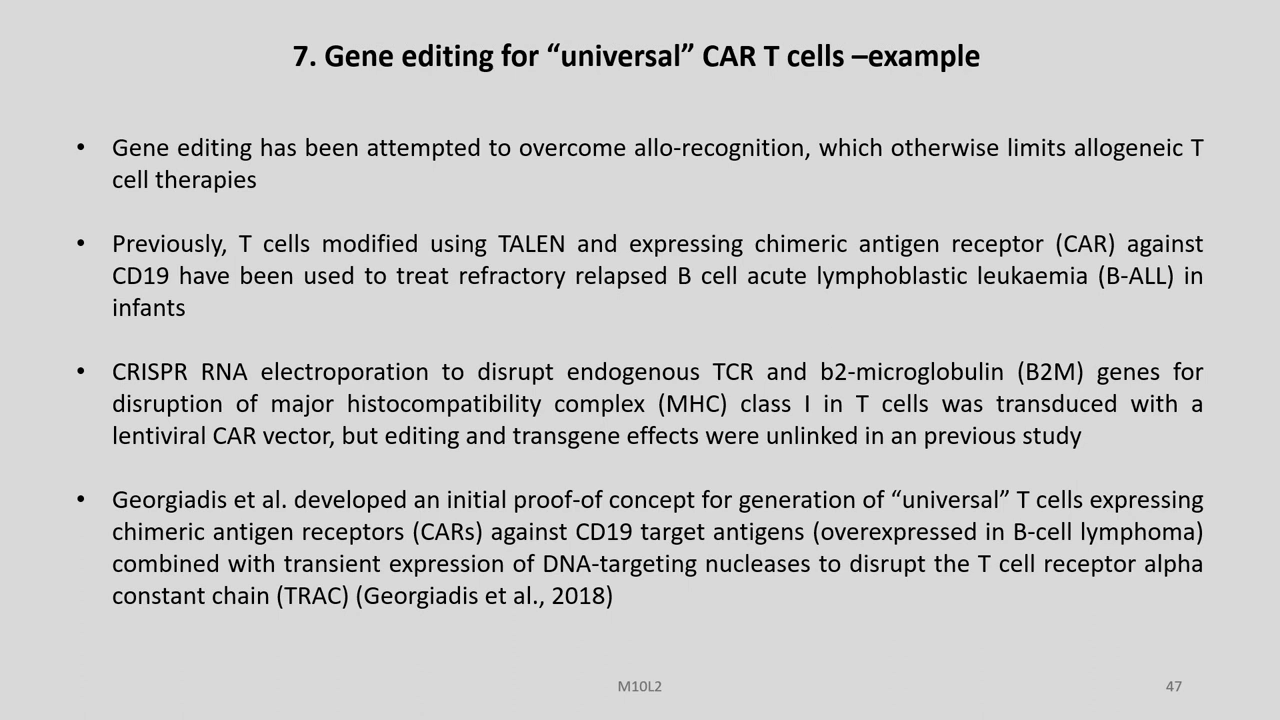 7. Gene editing for “universal” CAR T cells –example
• Gene editing has been attempted to overcome allo-recognition, which otherwise limits allogeneic T
cell therapies
• Previously, T cells modified using TALEN and expressing chimeric antigen receptor (CAR) against
CD19 have been used to treat refractory relapsed B cell acute lymphoblastic leukaemia (B-ALL) in
infants
• CRISPR RNA electroporation to disrupt endogenous TCR and b2-microglobulin (B2M) genes for
disruption of major histocompatibility complex (MHC) class I in T cells was transduced with a
lentiviral CAR vector, but editing and transgene effects were unlinked in an previous study
• Georgiadis et al. developed an initial proof-of concept for generation of “universal” T cells expressing
chimeric antigen receptors (CARs) against CD19 target antigens (overexpressed in B-cell lymphoma)
combined with transient expression of DNA-targeting nucleases to disrupt the T cell receptor alpha
constant chain (TRAC) (Georgiadis et al., 2018)
M10L2
47